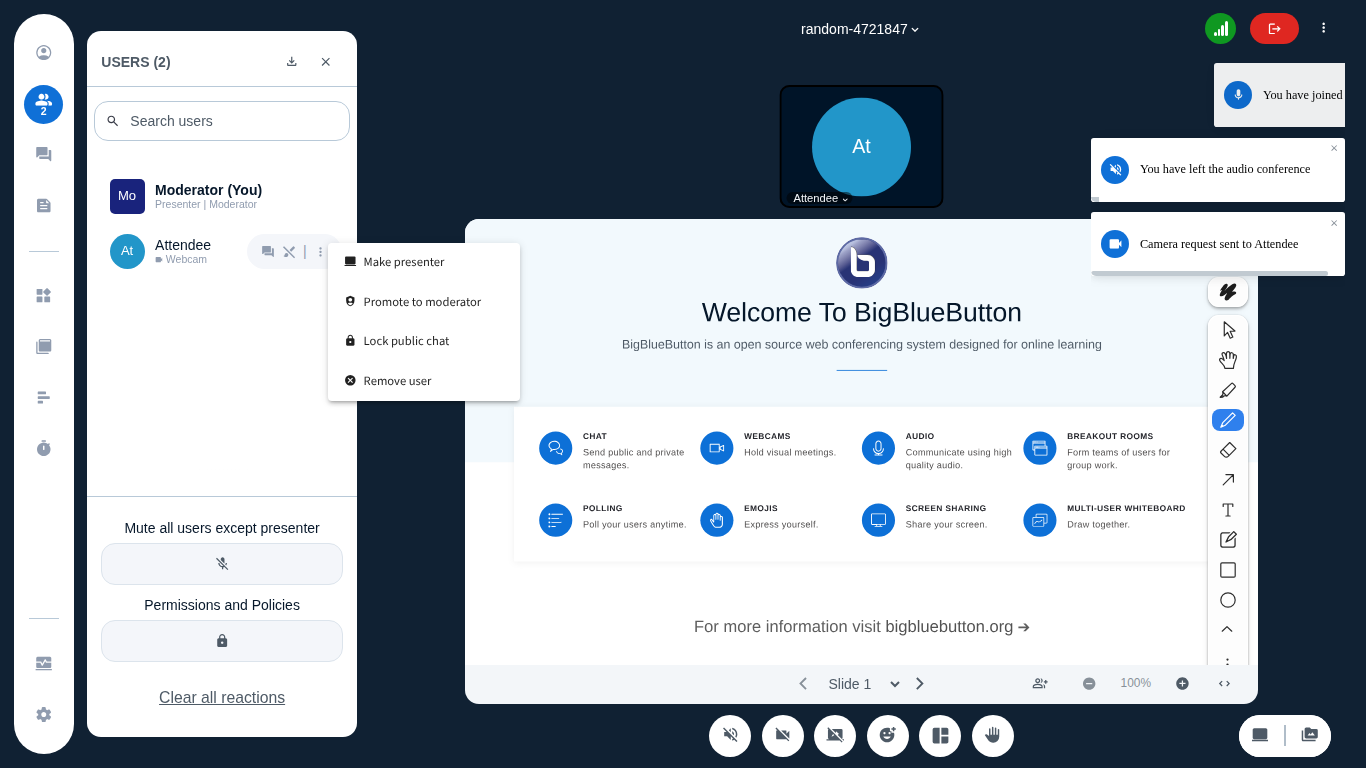 random-4721847
USERS (2)
2
Search users
Mo
Moderator (You)
Presenter | Moderator
At
Attendee
Webcam
Make presenter
Promote to moderator
Lock public chat
Remove user
Mute all users except presenter
Permissions and Policies
Clear all reactions
At
Attendee
You have joined
You have left the audio conference
Camera request sent to Attendee
Welcome To BigBlueButton
BigBlueButton is an open source web conferencing system designed for online learning
CHAT
Send public and private
messages.
WEBCAMS
Hold visual meetings.
AUDIO
Communicate using high
quality audio.
BREAKOUT ROOMS
Form teams of users for
group work.
POLLING
Poll your users anytime.
EMOJIS
Express yourself.
SCREEN SHARING
Share your screen.
MULTI-USER WHITEBOARD
Draw together.
For more information visit bigbluebutton.org →
Slide 1
100%